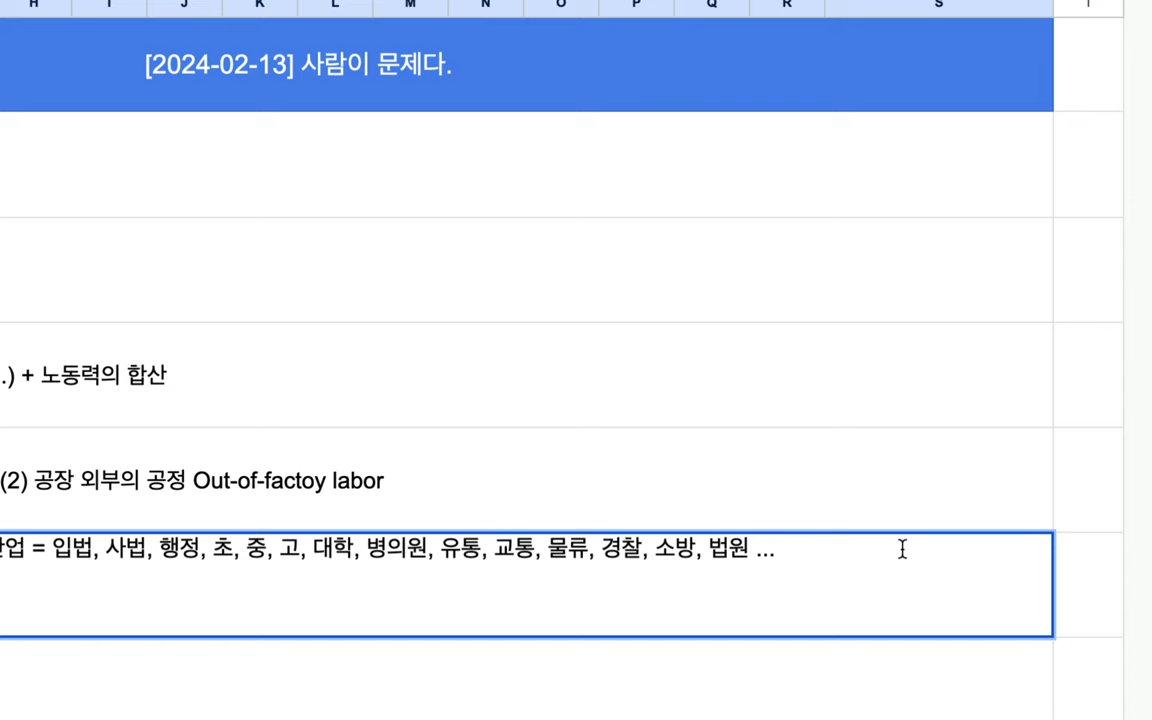 H I J K L M N O P Q R S T
[2024-02-13] 사람이 문제다.
.) + 노동력의 합산
(2) 공장 외부의 공정 Out-of-factoy labor
업 = 입법, 사법, 행정, 초, 중, 고, 대학, 병의원, 유통, 교통, 물류, 경찰, 소방, 법원 ...